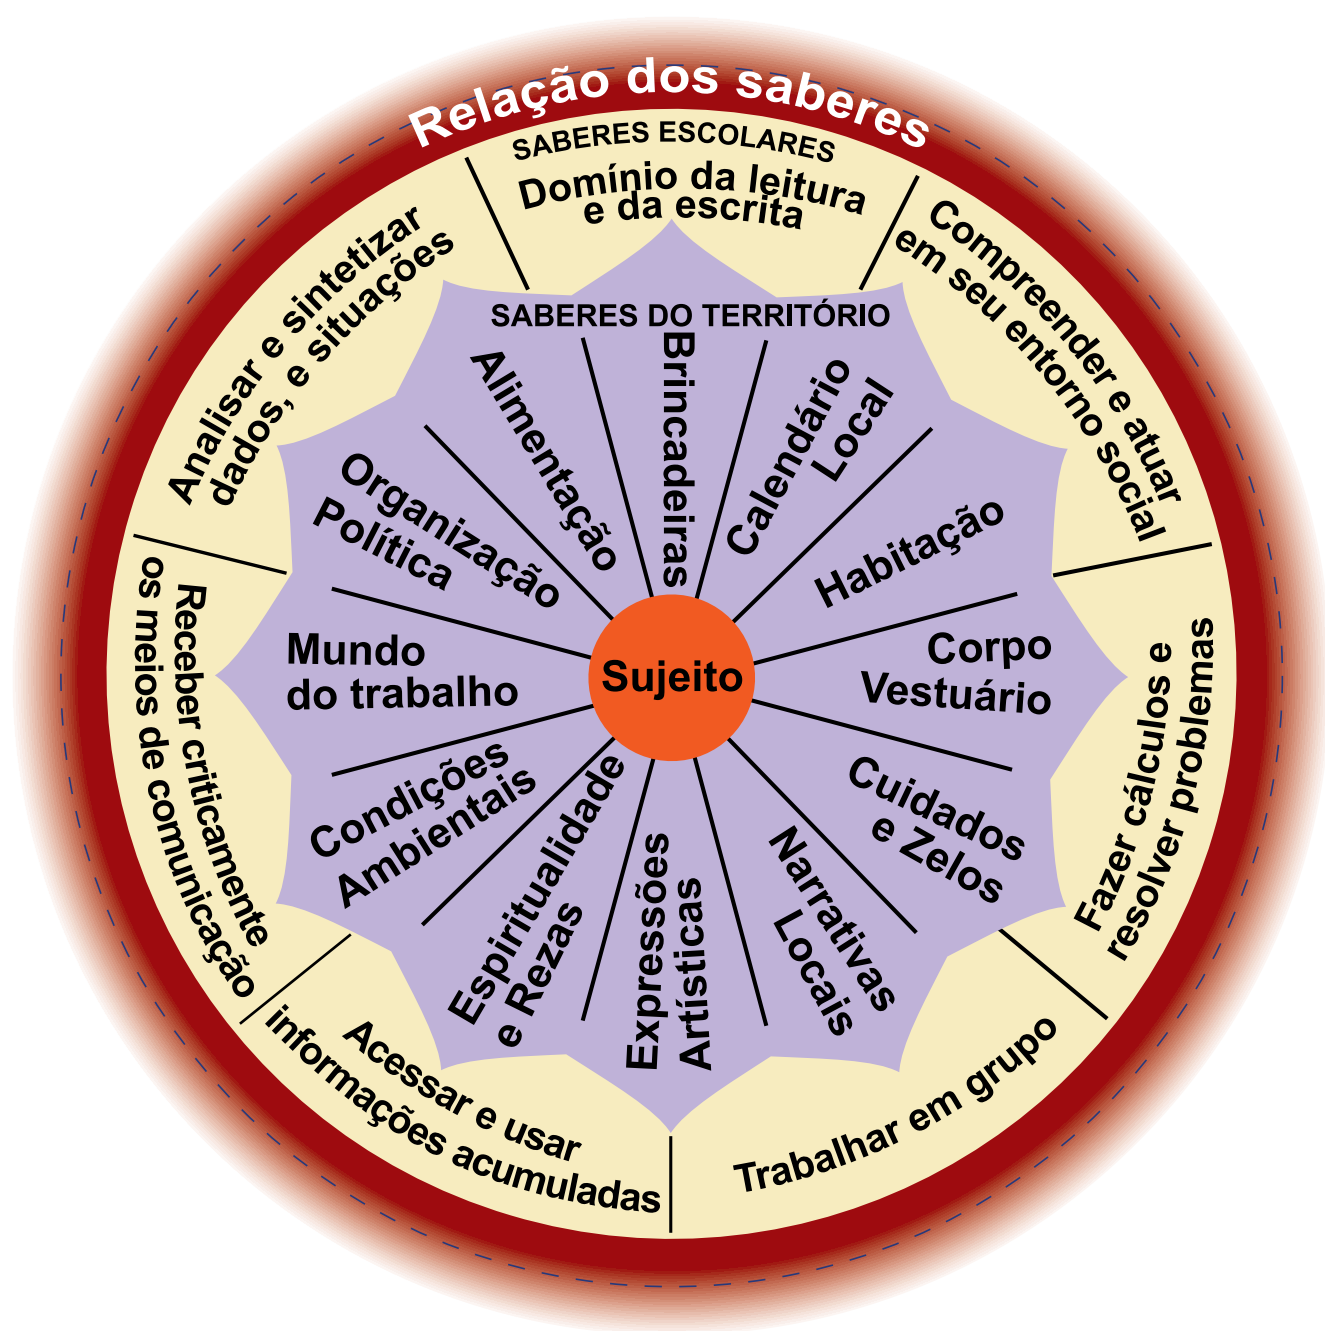 Relação dos saberes
SABERES ESCOLARES
Domínio da leitura
e da escrita
Compreender e atuar
em seu entorno social
Fazer cálculos e
resolver problemas
Trabalhar em grupo
Acessar e usar
informações acumuladas
Receber criticamente
os meios de comunicação
Analisar e sintetizar
dados, e situações
SABERES DO TERRITÓRIO
Brincadeiras
Calendário
Local
Habitação
Corpo
Vestuário
Cuidados
e Zelos
Narrativas
Locais
Expressões
Artísticas
Espiritualidade
e Rezas
Condições
Ambientais
Mundo
do trabalho
Organização
Política
Alimentação
Sujeito